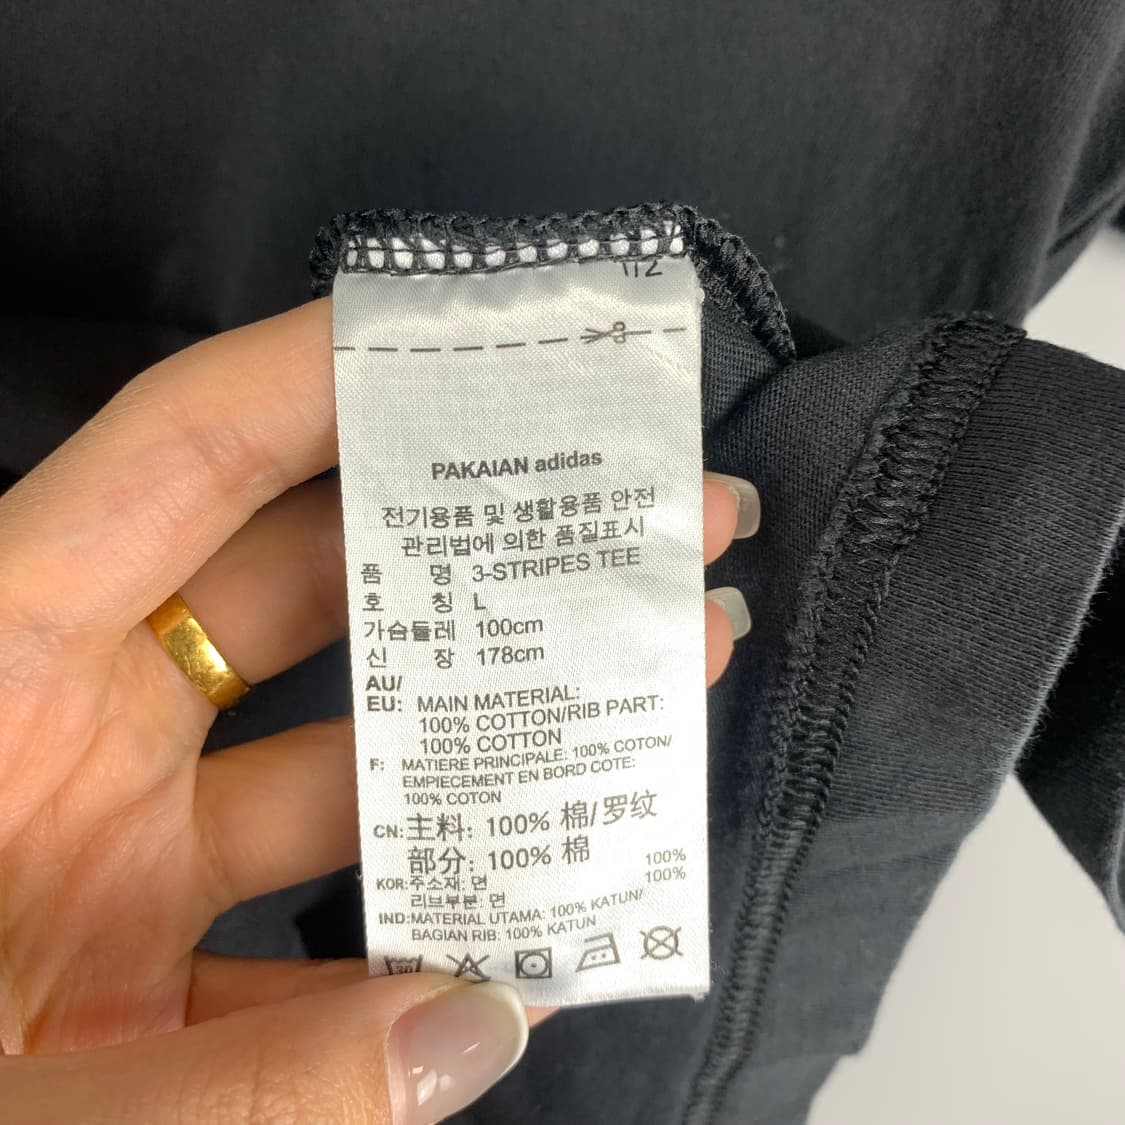 PAKAIAN adidas
전기용품 및 생활용품 안전
관리법에 의한 품질표시
품 명 3-STRIPES TEE
호 칭 L
가슴둘레 100cm
신 장 178cm
AU/
EU: MAIN MATERIAL:
100% COTTON/RIB PART:
100% COTTON
F: MATIERE PRINCIPALE: 100% COTON/
EMPIECEMENT EN BORD COTE:
100% COTON
CN:主料: 100% 棉/罗纹
部分: 100% 棉
KOR:주소재: 면 100%
리브부분: 면 100%
IND:MATERIAL UTAMA: 100% KATUN/
BAGIAN RIB: 100% KATUN
30